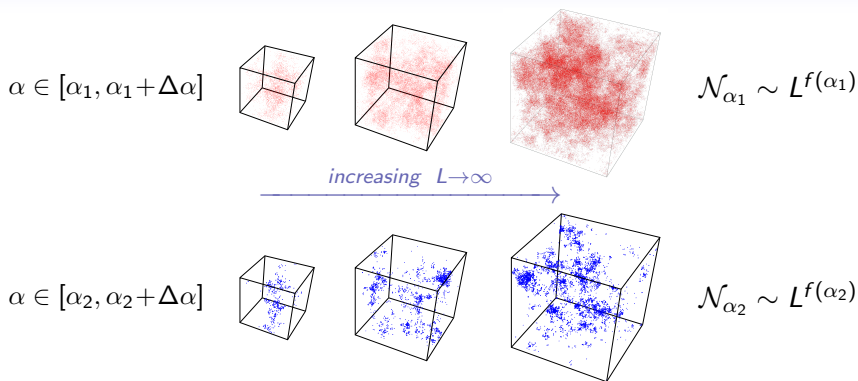 α ∈ [α₁, α₁+Δα]
𝒩_{α₁} ∼ L^{f(α₁)}
increasing L→∞
α ∈ [α₂, α₂+Δα]
𝒩_{α₂} ∼ L^{f(α₂)}